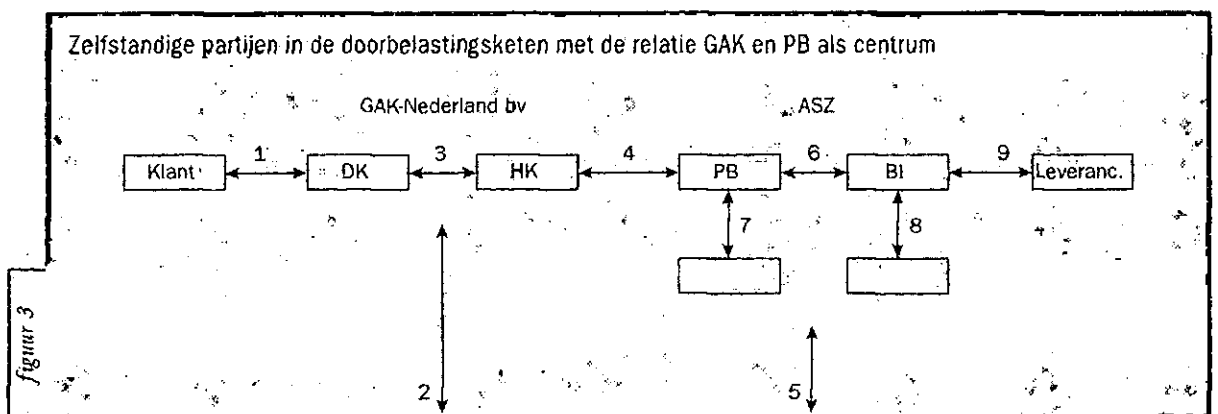 Zelfstandige partijen in de doorbelastingsketen met de relatie GAK en PB als centrum
GAK-Nederland bv ASZ
1 3 4 6 9
Klant DK HK PB BI Leveranc.
7 8
figuur 3
2 5